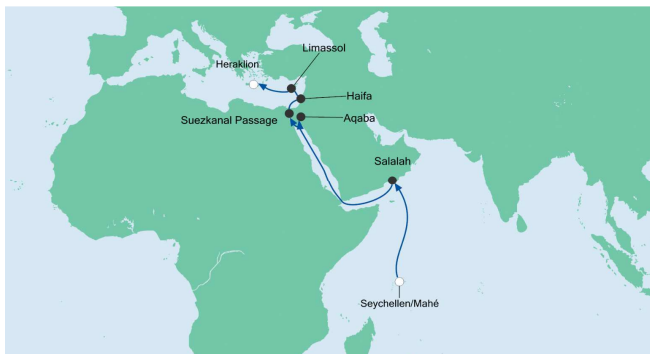 Limassol
Heraklion
Haifa
Suezkanal Passage
Aqaba
Salalah
Seychellen/Mahé